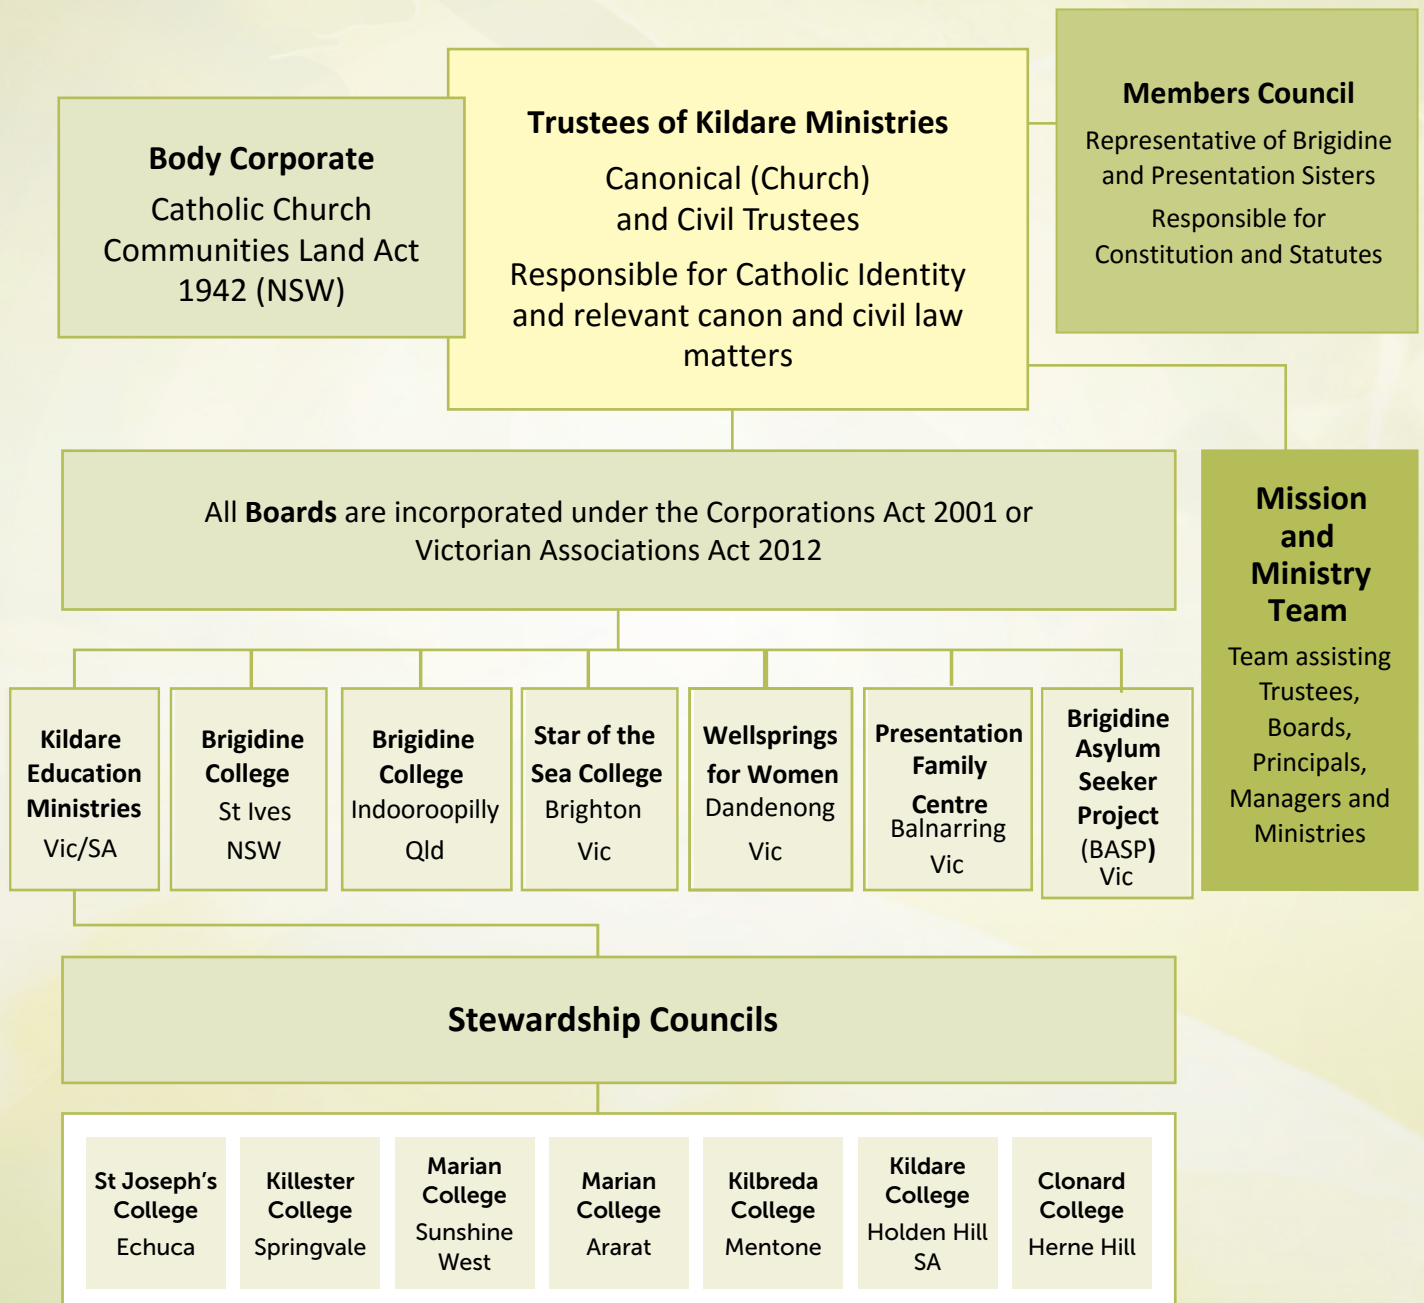 Body Corporate
Catholic Church
Communities Land Act
1942 (NSW)
Trustees of Kildare Ministries
Canonical (Church)
and Civil Trustees
Responsible for Catholic Identity
and relevant canon and civil law
matters
Members Council
Representative of Brigidine
and Presentation Sisters
Responsible for
Constitution and Statutes
All Boards are incorporated under the Corporations Act 2001 or
Victorian Associations Act 2012
Mission
and
Ministry
Team
Team assisting
Trustees,
Boards,
Principals,
Managers and
Ministries
Kildare
Education
Ministries
Vic/SA
Brigidine
College
St Ives
NSW
Brigidine
College
Indooroopilly
Qld
Star of the
Sea College
Brighton
Vic
Wellsprings
for Women
Dandenong
Vic
Presentation
Family
Centre
Balnarring
Vic
Brigidine
Asylum
Seeker
Project
(BASP)
Vic
Stewardship Councils
St Joseph's
College
Echuca
Killester
College
Springvale
Marian
College
Sunshine
West
Marian
College
Ararat
Kilbreda
College
Mentone
Kildare
College
Holden Hill
SA
Clonard
College
Herne Hill